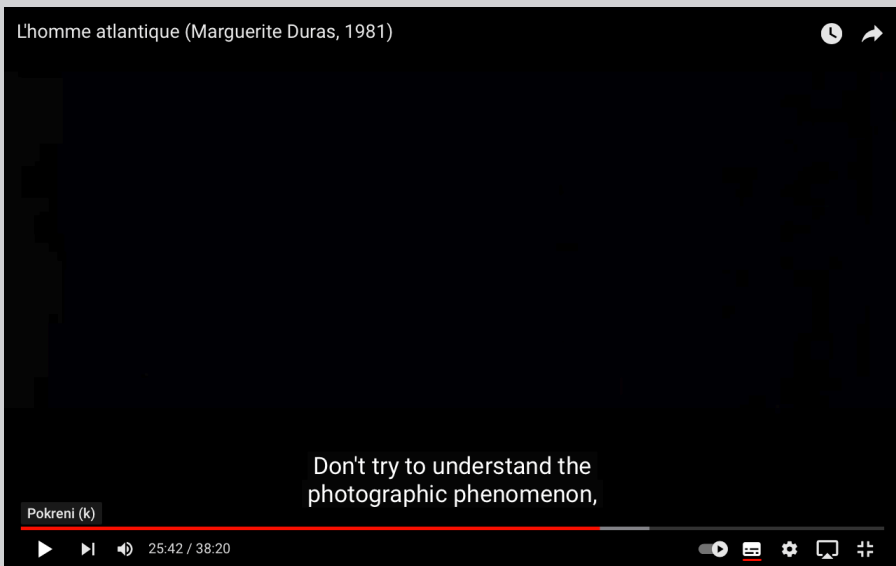 L'homme atlantique (Marguerite Duras, 1981)
Don't try to understand the
photographic phenomenon,
Pokreni (k)
25:42 / 38:20